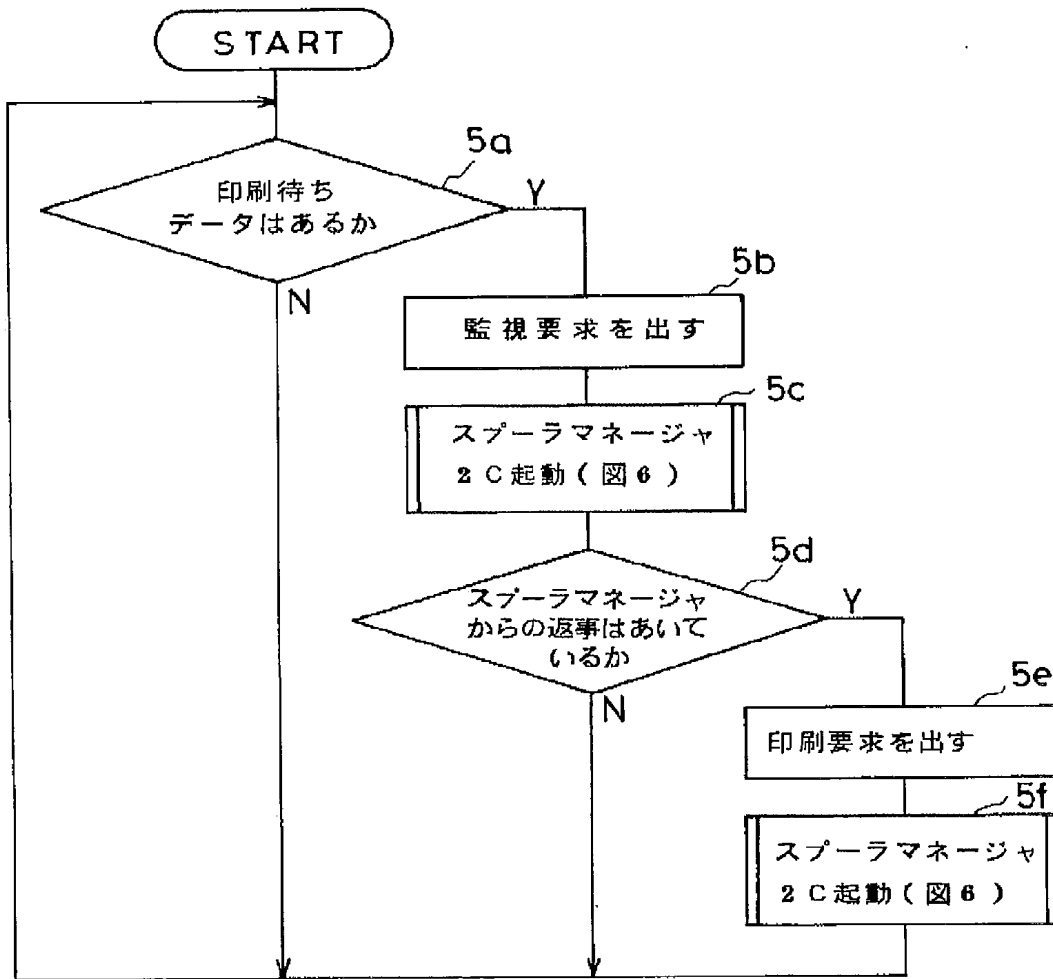 START
5a
印刷待ち
データはあるか
Y
N
5b
監視要求を出す
5c
スプーラマネージャ
2C起動(図6)
5d
スプーラマネージャ
からの返事はあいて
いるか
Y
N
5e
印刷要求を出す
5f
スプーラマネージャ
2C起動(図6)